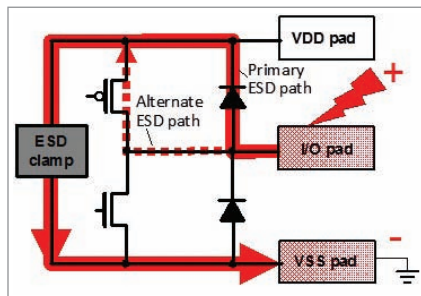 VDD pad
Primary
ESD path
+
Alternate
ESD path
ESD
clamp
I/O pad
-
VSS pad